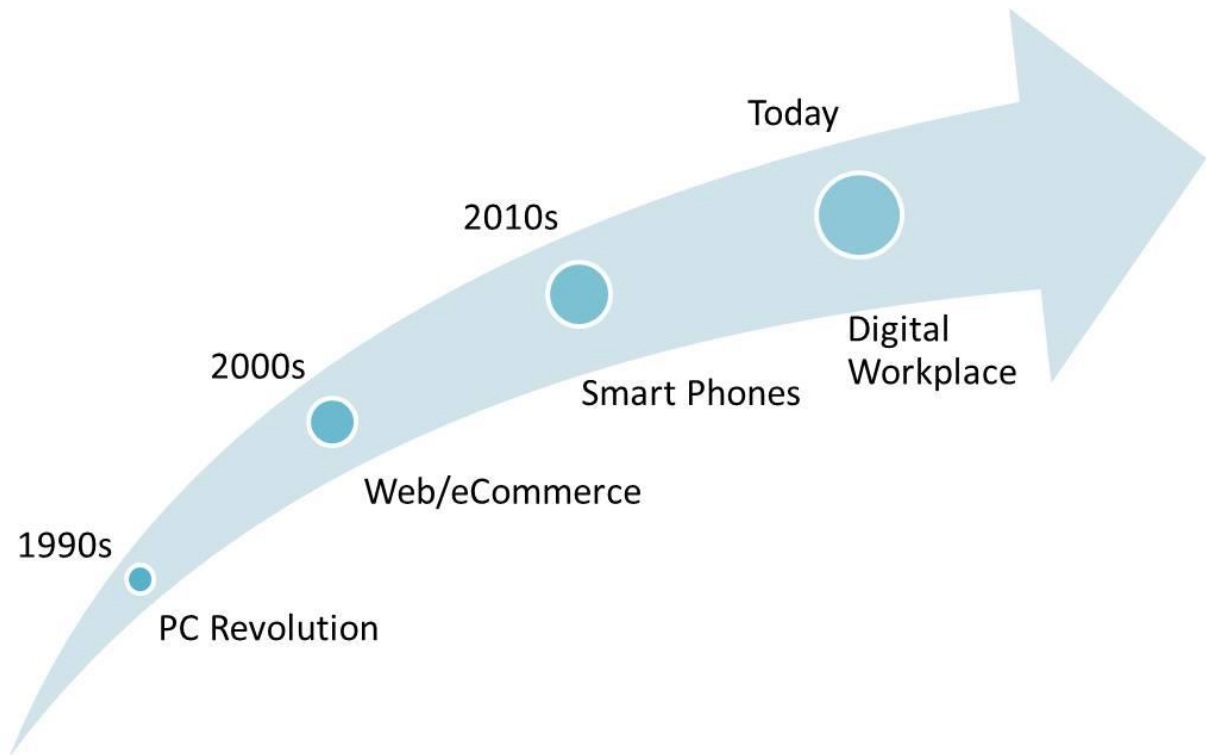 Today
2010s
Digital
Workplace
2000s
Smart Phones
Web/eCommerce
1990s
PC Revolution